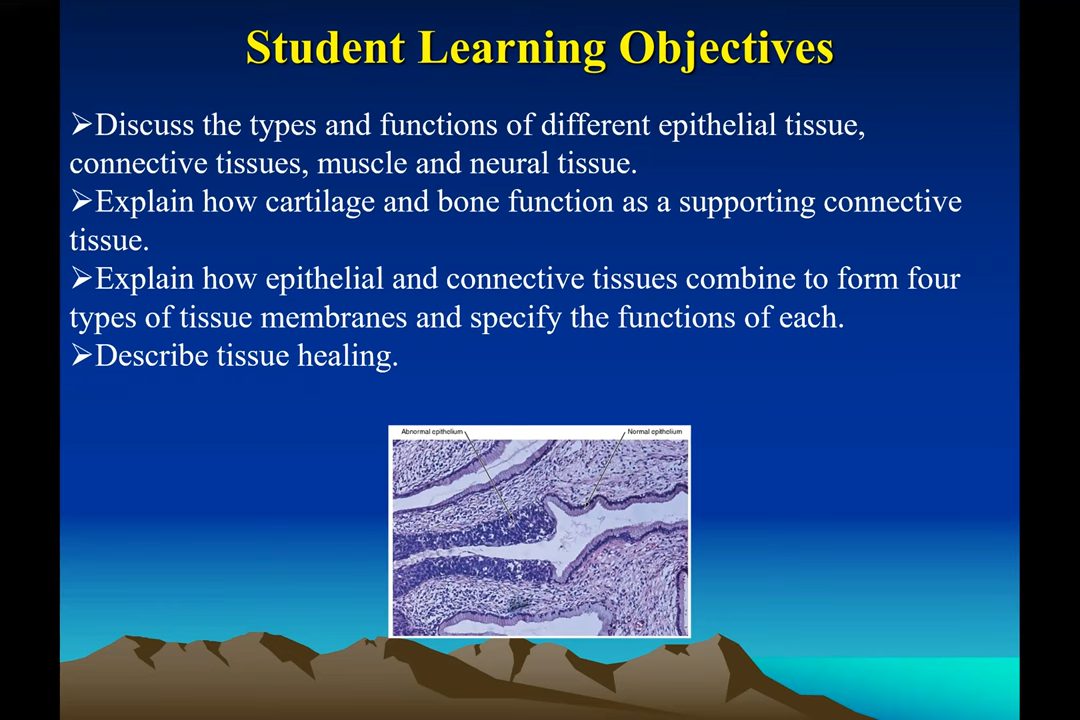 Student Learning Objectives
➢Discuss the types and functions of different epithelial tissue,
connective tissues, muscle and neural tissue.
➢Explain how cartilage and bone function as a supporting connective
tissue.
➢Explain how epithelial and connective tissues combine to form four
types of tissue membranes and specify the functions of each.
➢Describe tissue healing.
Abnormal epithelium
Normal epithelium